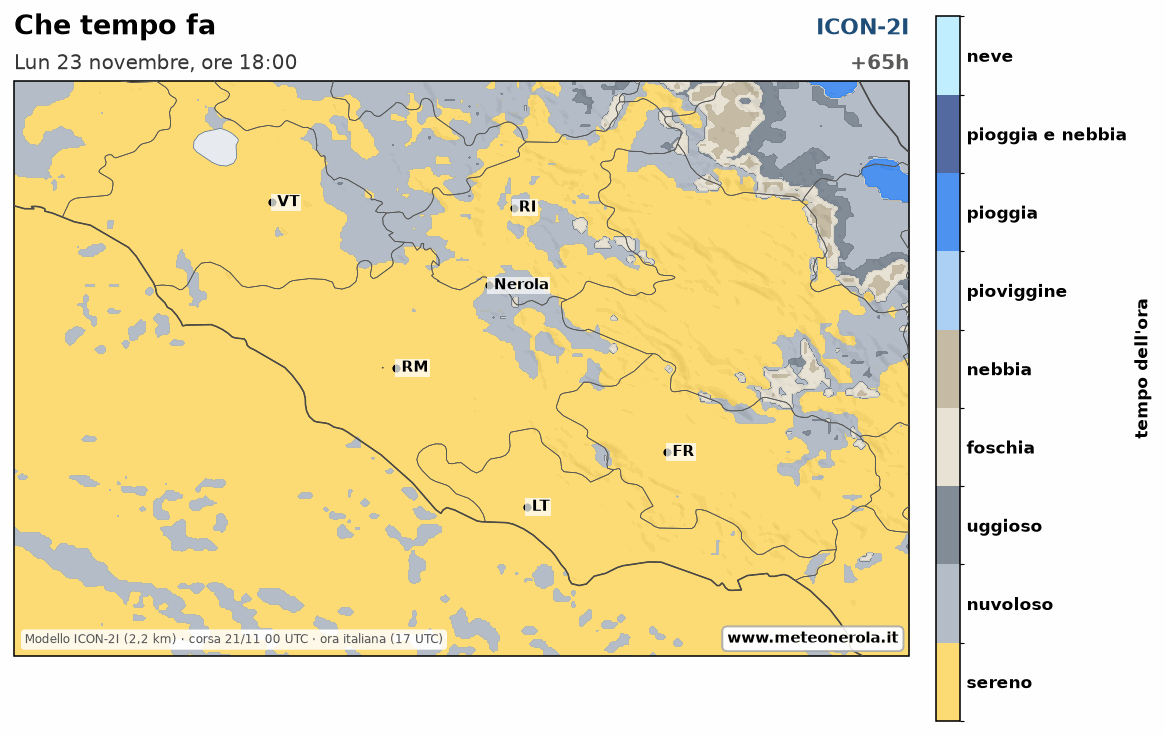 Che tempo fa
ICON-2I
Lun 23 novembre, ore 18:00
+65h
VT
RI
Nerola
RM
FR
LT
Modello ICON-2I (2,2 km) · corsa 21/11 00 UTC · ora italiana (17 UTC)
www.meteonerola.it
neve
pioggia e nebbia
pioggia
pioviggine
nebbia
foschia
uggioso
nuvoloso
sereno
tempo dell'ora